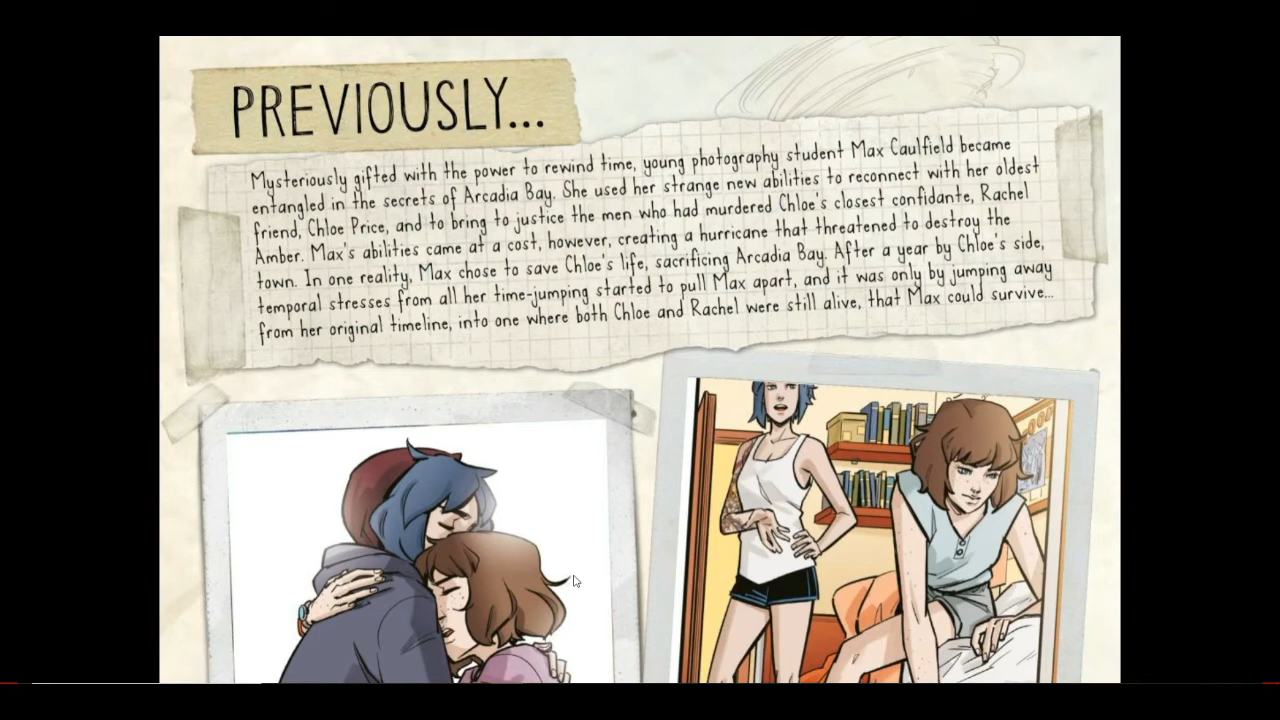 PREVIOUSLY...
Mysteriously gifted with the power to rewind time, young photography student Max Caulfield became
entangled in the secrets of Arcadia Bay. She used her strange new abilities to reconnect with her oldest
friend, Chloe Price, and to bring to justice the men who had murdered Chloe's closest confidante, Rachel
Amber. Max's abilities came at a cost, however, creating a hurricane that threatened to destroy the
town. In one reality, Max chose to save Chloe's life, sacrificing Arcadia Bay. After a year by Chloe's side,
temporal stresses from all her time-jumping started to pull Max apart, and it was only by jumping away
from her original timeline, into one where both Chloe and Rachel were still alive, that Max could survive...